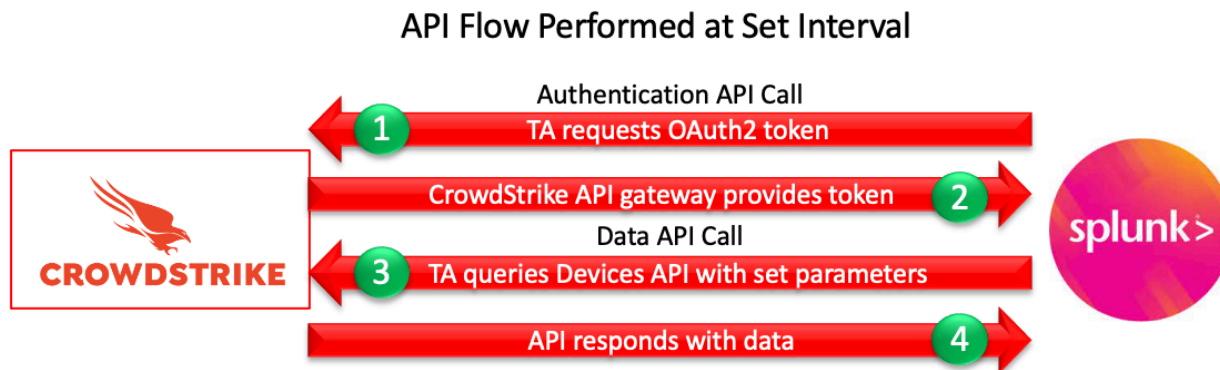 API Flow Performed at Set Interval
Authentication API Call
1
TA requests OAuth2 token
CrowdStrike API gateway provides token
2
CROWDSTRIKE
splunk>
Data API Call
3
TA queries Devices API with set parameters
API responds with data
4